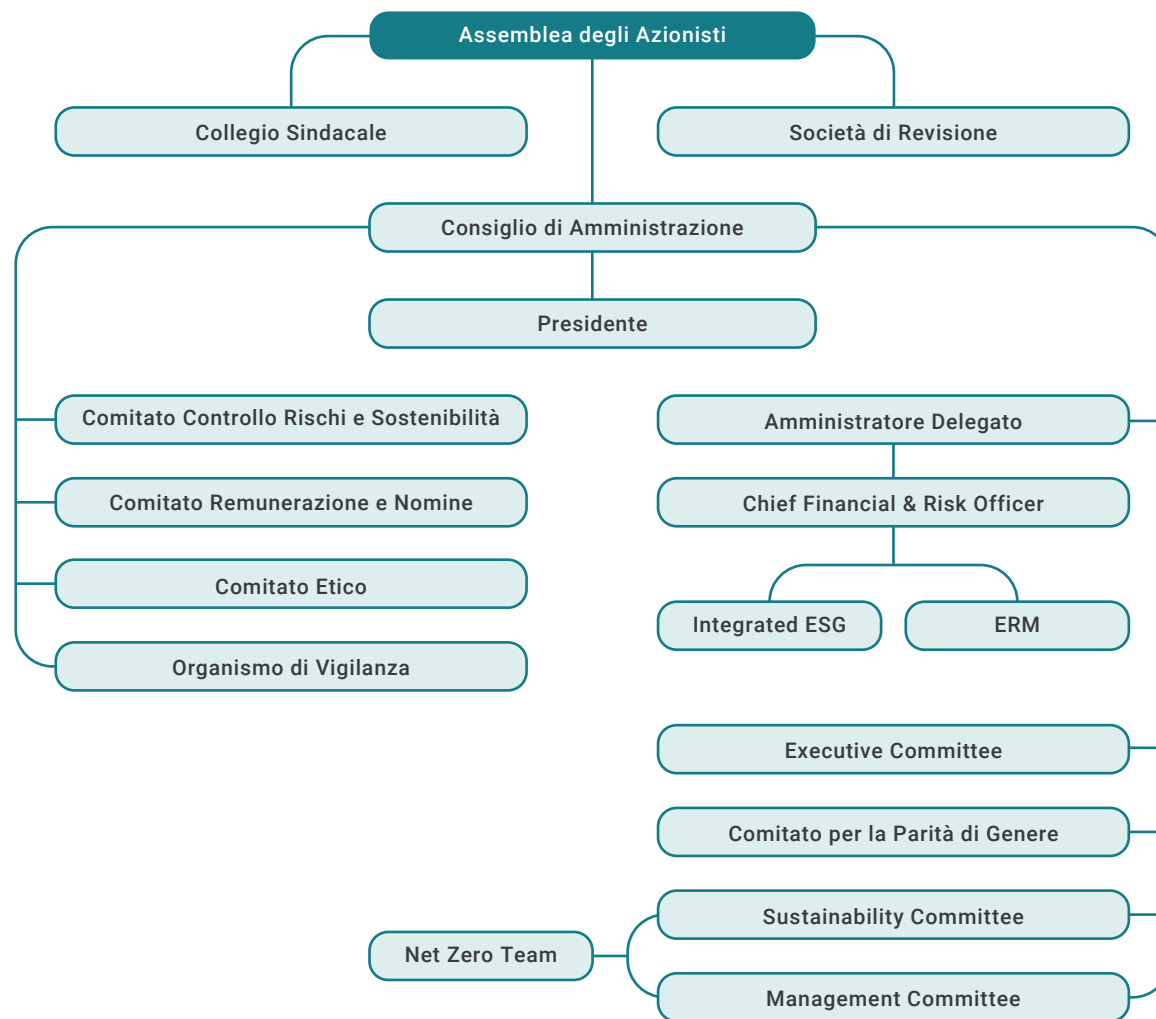 Assemblea degli Azionisti
Collegio Sindacale
Società di Revisione
Consiglio di Amministrazione
Presidente
Comitato Controllo Rischi e Sostenibilità
Comitato Remunerazione e Nomine
Comitato Etico
Organismo di Vigilanza
Amministratore Delegato
Chief Financial & Risk Officer
Integrated ESG
ERM
Executive Committee
Comitato per la Parità di Genere
Sustainability Committee
Net Zero Team
Management Committee